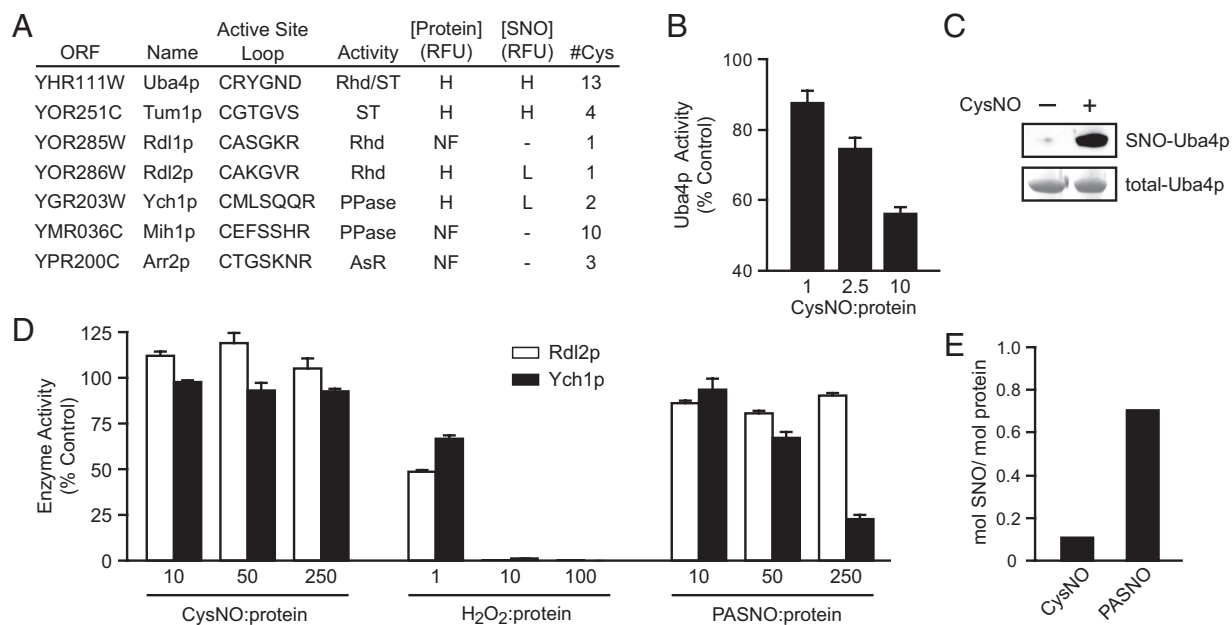 A
ORF Name Active Site Loop Activity [Protein] (RFU) [SNO] (RFU) #Cys
YHR111W Uba4p CRYGND Rhd/ST H H 13
YOR251C Tum1p CGTGVS ST H H 4
YOR285W Rdl1p CASGKR Rhd NF - 1
YOR286W Rdl2p CAKGVR Rhd H L 1
YGR203W Ych1p CMLSQQR PPase H L 2
YMR036C Mih1p CEFSSHR PPase NF - 10
YPR200C Arr2p CTGSKNR AsR NF - 3
B
Uba4p Activity
(% Control)
100
80
60
40
1 2.5 10
CysNO:protein
C
CysNO − +
SNO-Uba4p
total-Uba4p
D
Enzyme Activity
(% Control)
125
100
75
50
25
0
Rdl2p
Ych1p
10 50 250
CysNO:protein
1 10 100
H2O2:protein
10 50 250
PASNO:protein
E
mol SNO/ mol protein
1
0.8
0.6
0.4
0.2
0
CysNO
PASNO